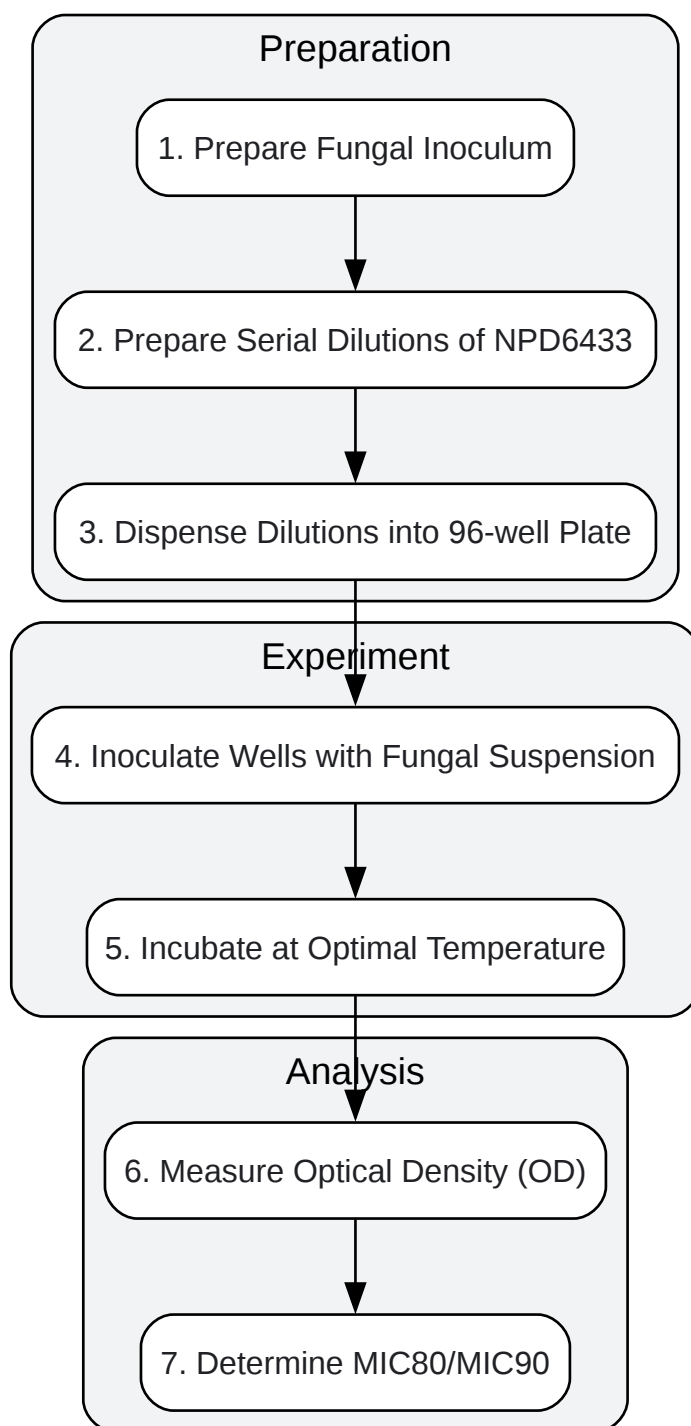 Preparation
1. Prepare Fungal Inoculum
2. Prepare Serial Dilutions of NPD6433
3. Dispense Dilutions into 96-well Plate
Experiment
4. Inoculate Wells with Fungal Suspension
5. Incubate at Optimal Temperature
Analysis
6. Measure Optical Density (OD)
7. Determine MIC80/MIC90